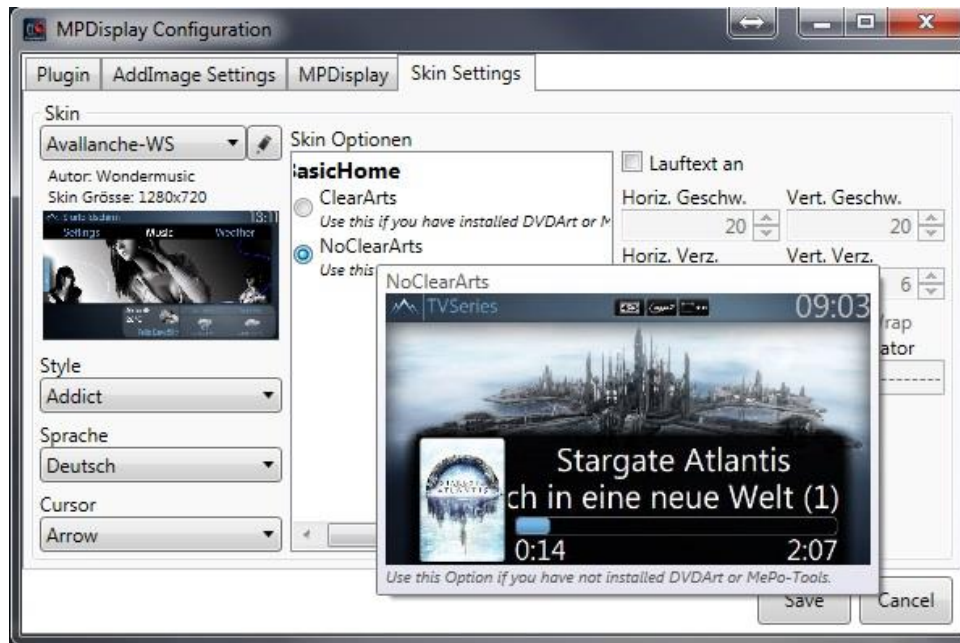 MPDisplay Configuration
Plugin
AddImage Settings
MPDisplay
Skin Settings
Skin
Avallanche-WS
Autor: Wondermusic
Skin Grösse: 1280x720
13:11
Settings
Music
Weather
Style
Addict
Sprache
Deutsch
Cursor
Arrow
Skin Optionen
BasicHome
ClearArts
Use this if you have installed DVDArt or M
NoClearArts
Use this
Lauftext an
Horiz. Geschw.
Vert. Geschw.
20
20
Horiz. Verz.
Vert. Verz.
6
NoClearArts
TVSeries
09:03
Stargate Atlantis
ch in eine neue Welt (1)
0:14
2:07
Use this Option if you have not installed DVDArt or MePo-Tools.
Save
Cancel